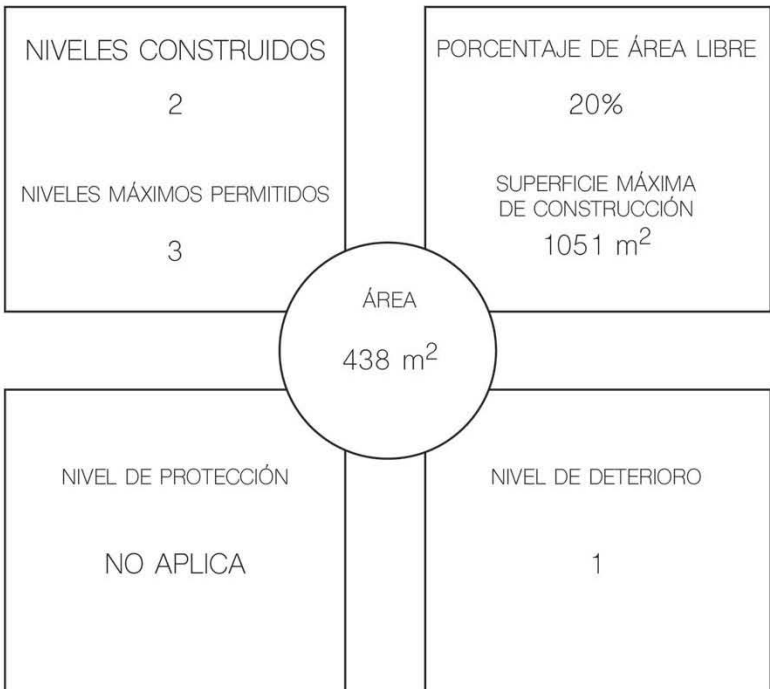 NIVELES CONSTRUIDOS
2
NIVELES MÁXIMOS PERMITIDOS
3
PORCENTAJE DE ÁREA LIBRE
20%
SUPERFICIE MÁXIMA
DE CONSTRUCCIÓN
1051 m²
ÁREA
438 m²
NIVEL DE PROTECCIÓN
NO APLICA
NIVEL DE DETERIORO
1